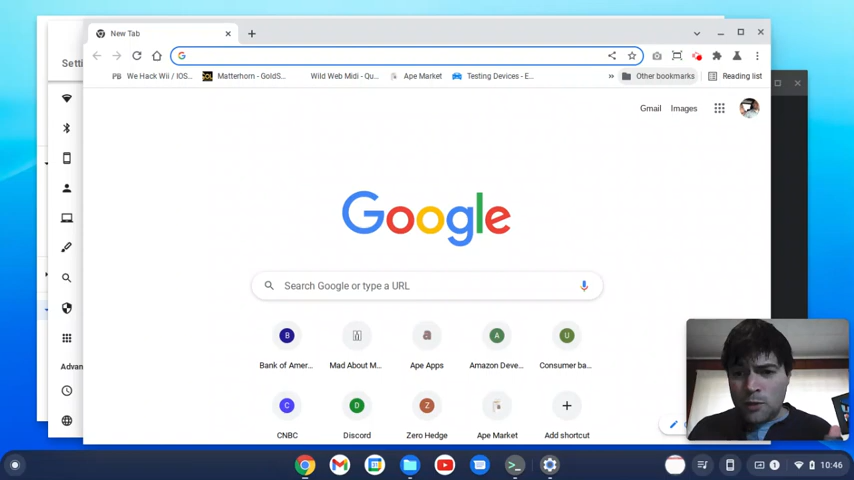 New Tab
Setti
PB We Hack Wii / IOS...
Matterhorn - GoldS...
Wild Web Midi - Qu...
Ape Market
Testing Devices - E...
Other bookmarks
Reading list
Gmail
Images
Google
Search Google or type a URL
B
A
U
Bank of Amer...
Mad About M...
Ape Apps
Amazon Deve...
Consumer ba...
Advan
C
D
Z
CNBC
Discord
Zero Hedge
Ape Market
Add shortcut
1
10:46